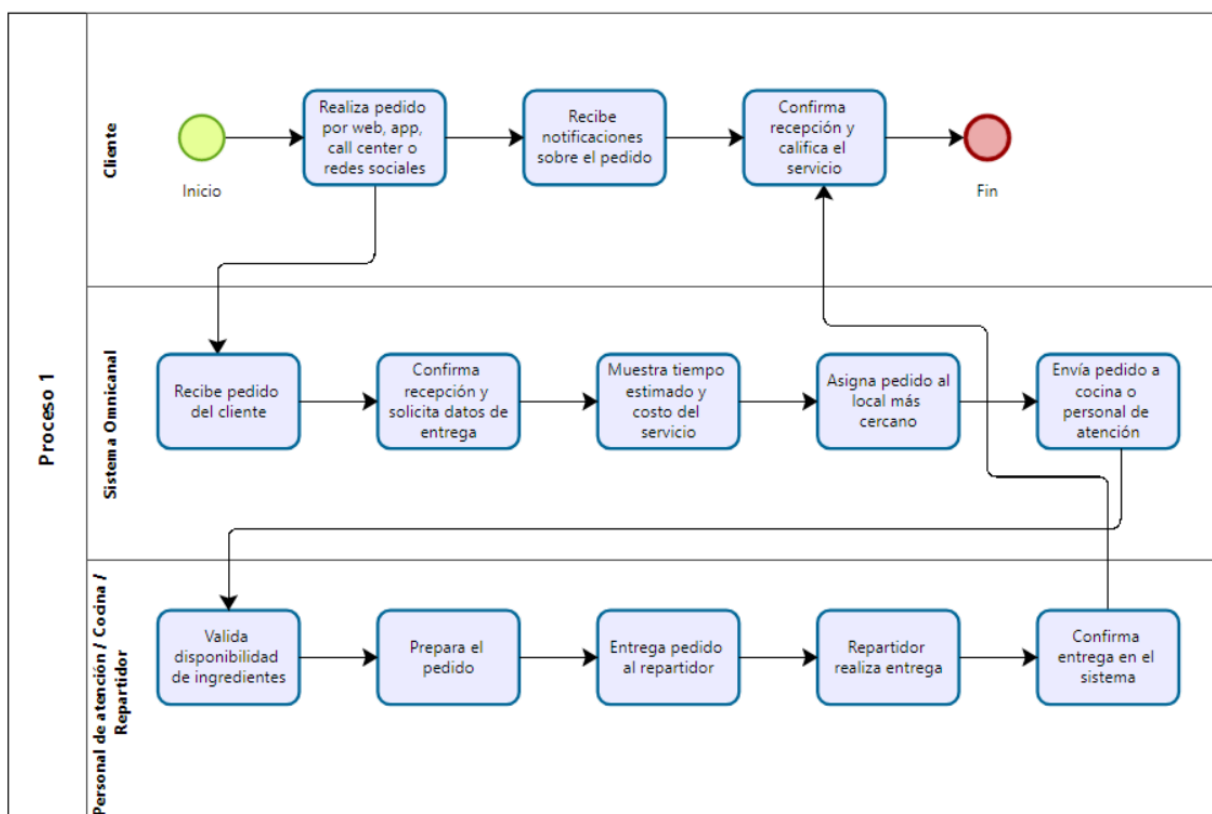 Proceso 1
Cliente
Inicio
Realiza pedido
por web, app,
call center o
redes sociales
Recibe
notificaciones
sobre el pedido
Confirma
recepción y
califica el
servicio
Fin
Sistema Omnicanal
Recibe pedido
del cliente
Confirma
recepción y
solicita datos de
entrega
Muestra tiempo
estimado y
costo del
servicio
Asigna pedido al
local más
cercano
Envía pedido a
cocina o
personal de
atención
Personal de atención / Cocina /
Repartidor
Valida
disponibilidad
de ingredientes
Prepara el
pedido
Entrega pedido
al repartidor
Repartidor
realiza entrega
Confirma
entrega en el
sistema